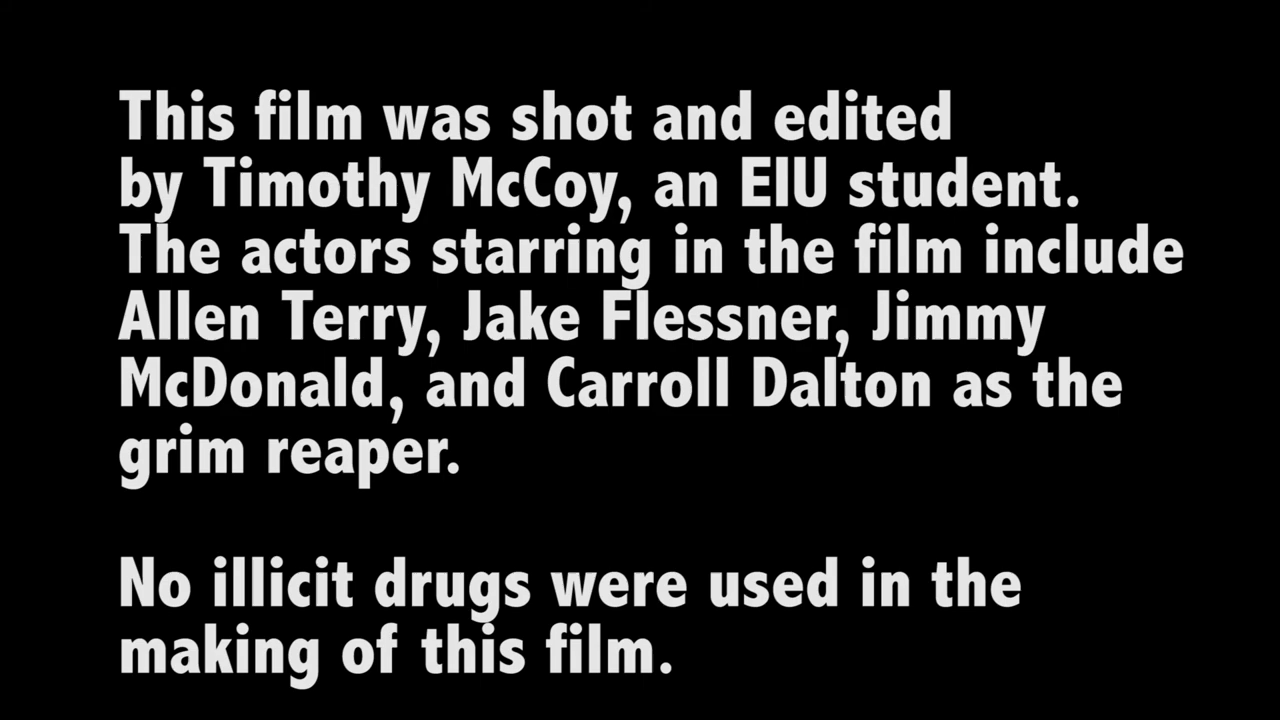 This film was shot and edited
by Timothy McCoy, an EIU student.
The actors starring in the film include
Allen Terry, Jake Flessner, Jimmy
McDonald, and Carroll Dalton as the
grim reaper.
No illicit drugs were used in the
making of this film.